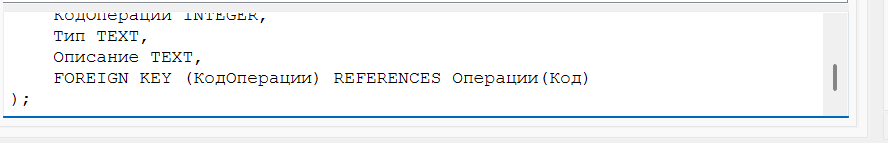 КодОперации INTEGER,
Тип TEXT,
Описание TEXT,
FOREIGN KEY (КодОперации) REFERENCES Операции(Код)
);